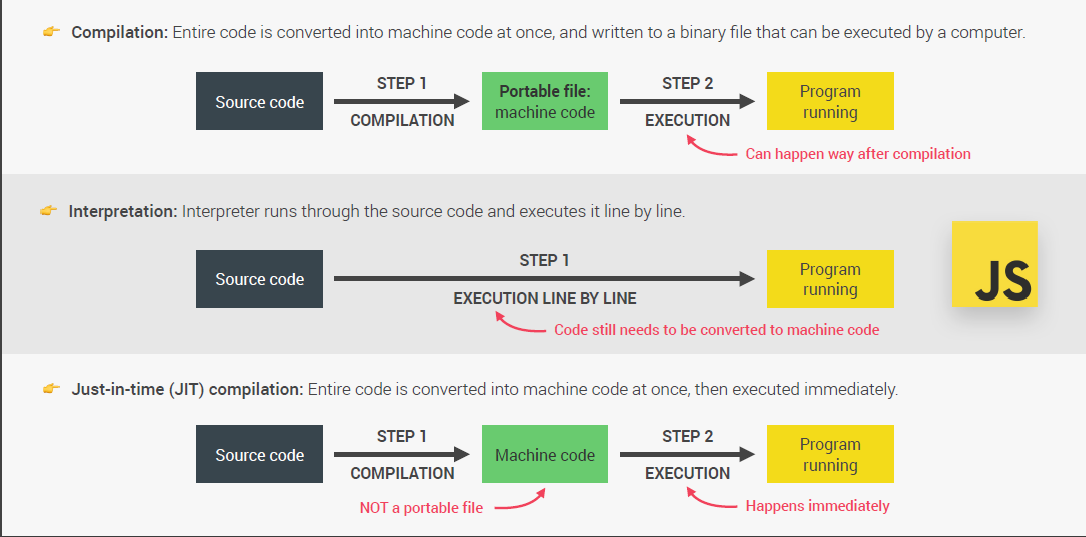 👉 Compilation: Entire code is converted into machine code at once, and written to a binary file that can be executed by a computer.
Source code
STEP 1
COMPILATION
Portable file:
machine code
STEP 2
EXECUTION
Program
running
Can happen way after compilation
👉 Interpretation: Interpreter runs through the source code and executes it line by line.
Source code
STEP 1
EXECUTION LINE BY LINE
Program
running
Code still needs to be converted to machine code
JS
👉 Just-in-time (JIT) compilation: Entire code is converted into machine code at once, then executed immediately.
Source code
STEP 1
COMPILATION
Machine code
STEP 2
EXECUTION
Program
running
NOT a portable file
Happens immediately